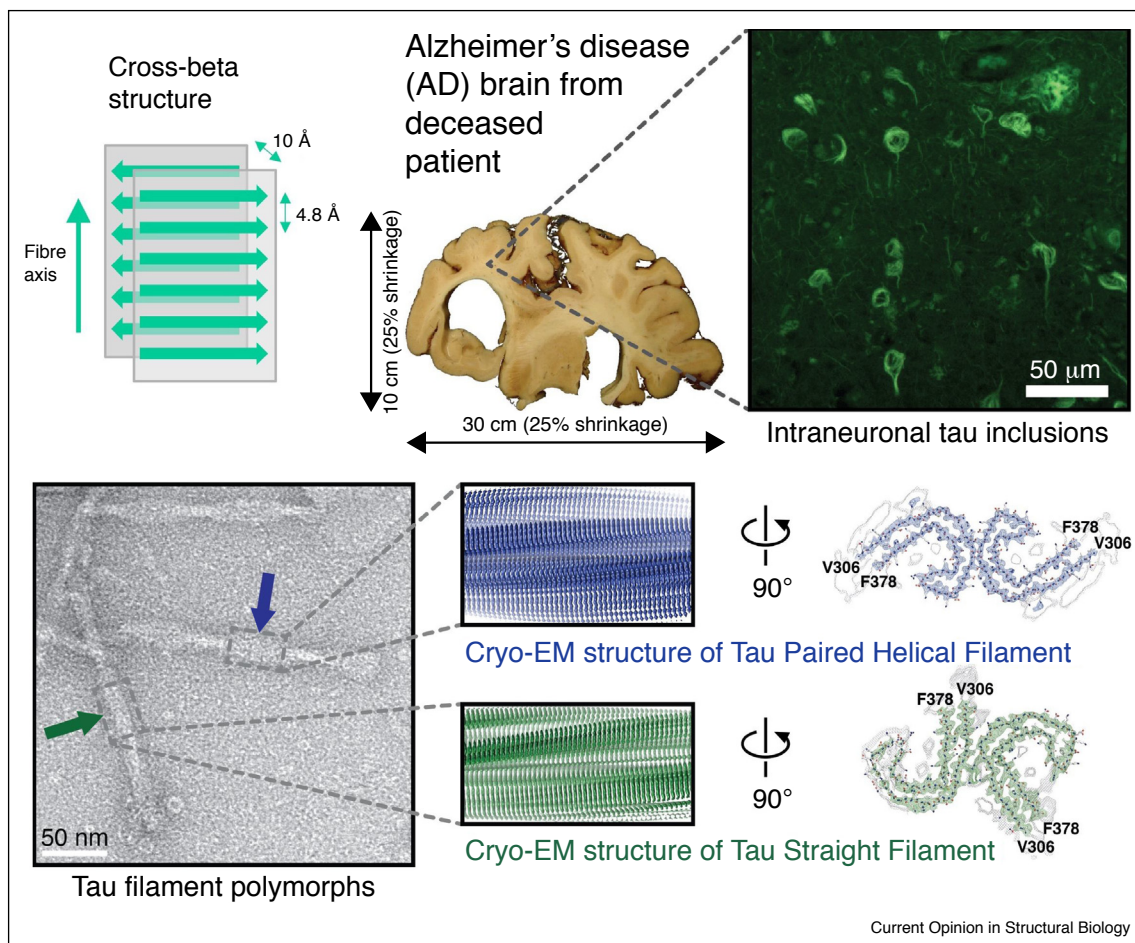 Cross-beta
structure
10 Å
4.8 Å
Fibre
axis
Alzheimer’s disease
(AD) brain from
deceased
patient
10 cm (25% shrinkage)
30 cm (25% shrinkage)
50 μm
Intraneuronal tau inclusions
50 nm
Tau filament polymorphs
90°
V306
F378
F378
V306
Cryo-EM structure of Tau Paired Helical Filament
90°
F378
V306
F378
V306
Cryo-EM structure of Tau Straight Filament
Current Opinion in Structural Biology